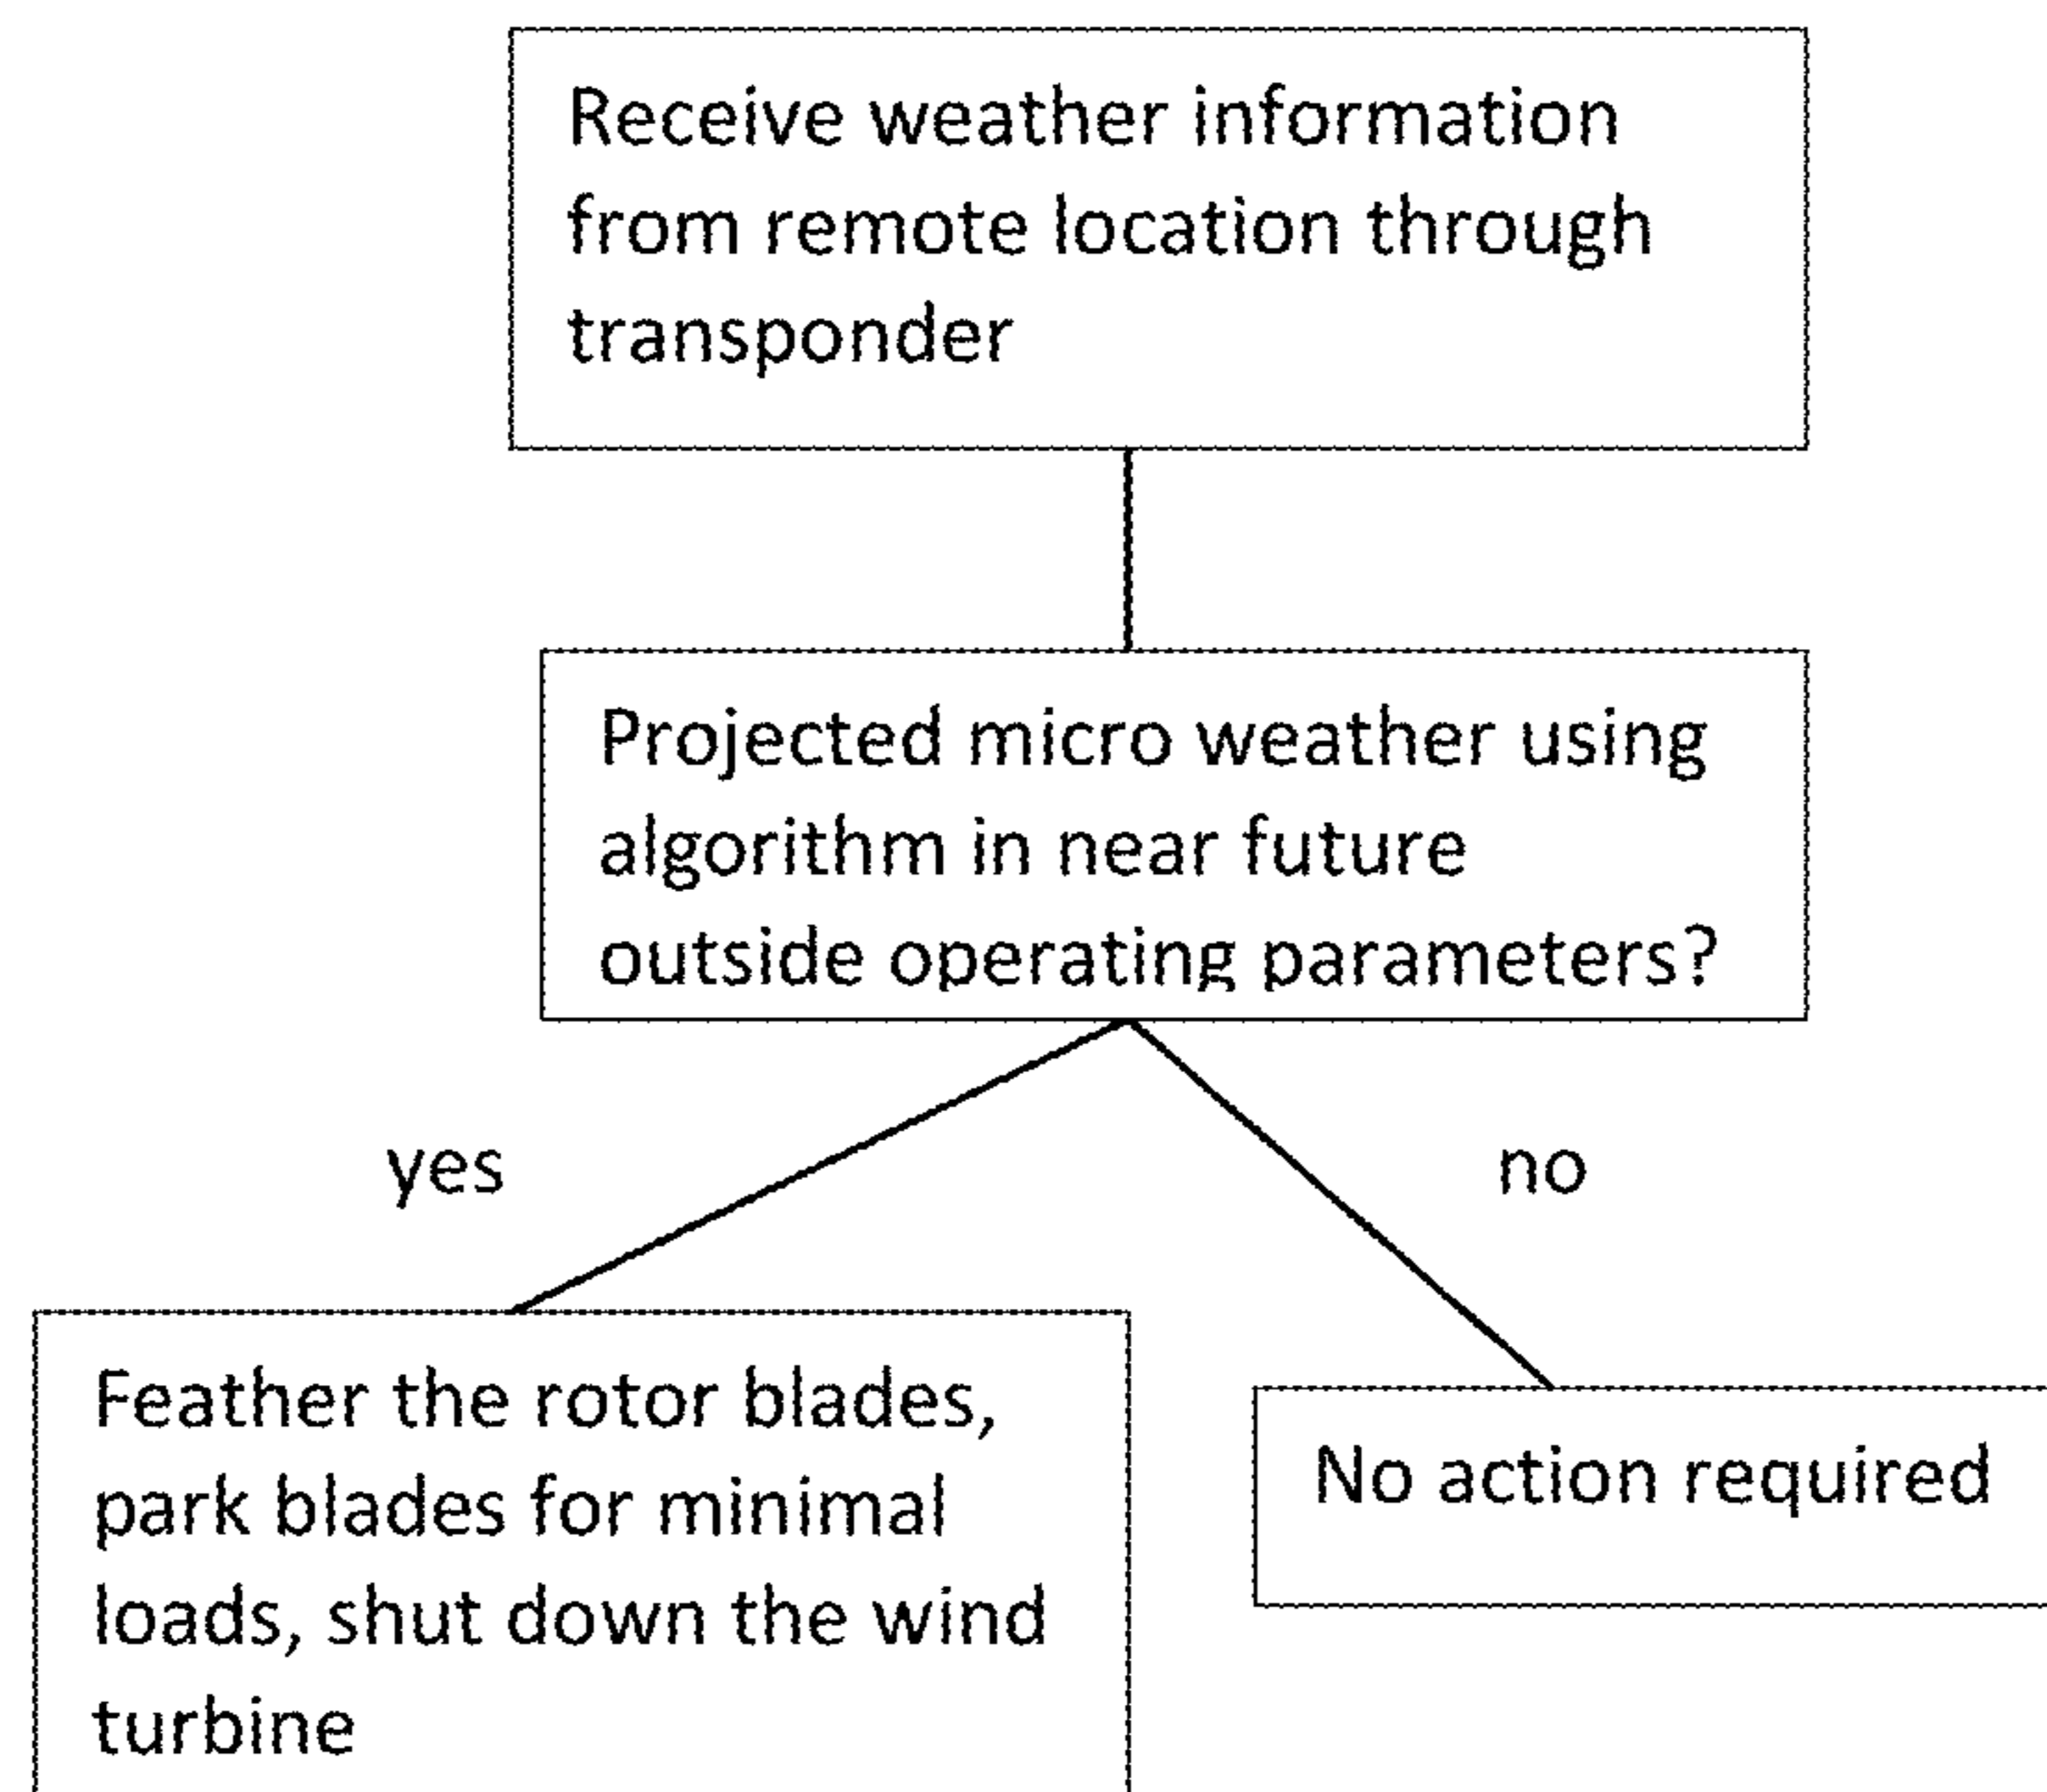 Receive weather information
from remote location through
transponder
Projected micro weather using
algorithm in near future
outside operating parameters?
yes
no
Feather the rotor blades,
park blades for minimal
loads, shut down the wind
turbine
No action required